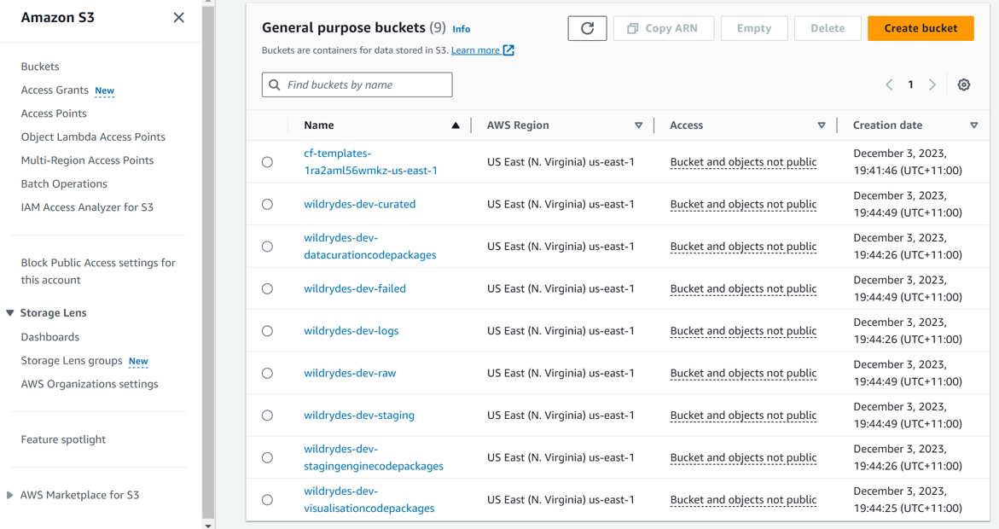 Amazon S3
Buckets
Access Grants New
Access Points
Object Lambda Access Points
Multi-Region Access Points
Batch Operations
IAM Access Analyzer for S3
Block Public Access settings for
this account
Storage Lens
Dashboards
Storage Lens groups New
AWS Organizations settings
Feature spotlight
AWS Marketplace for S3
General purpose buckets (9) Info
Buckets are containers for data stored in S3. Learn more
Copy ARN
Empty
Delete
Create bucket
Find buckets by name
1
Name AWS Region Access Creation date
cf-templates- US East (N. Virginia) us-east-1 Bucket and objects not public December 3, 2023,
1ra2aml56wmkz-us-east-1 19:41:46 (UTC+11:00)
wildrydes-dev-curated US East (N. Virginia) us-east-1 Bucket and objects not public December 3, 2023,
19:44:49 (UTC+11:00)
wildrydes-dev- US East (N. Virginia) us-east-1 Bucket and objects not public December 3, 2023,
datacurationcodepackages 19:44:26 (UTC+11:00)
wildrydes-dev-failed US East (N. Virginia) us-east-1 Bucket and objects not public December 3, 2023,
19:44:49 (UTC+11:00)
wildrydes-dev-logs US East (N. Virginia) us-east-1 Bucket and objects not public December 3, 2023,
19:44:26 (UTC+11:00)
wildrydes-dev-raw US East (N. Virginia) us-east-1 Bucket and objects not public December 3, 2023,
19:44:49 (UTC+11:00)
wildrydes-dev-staging US East (N. Virginia) us-east-1 Bucket and objects not public December 3, 2023,
19:44:49 (UTC+11:00)
wildrydes-dev- US East (N. Virginia) us-east-1 Bucket and objects not public December 3, 2023,
stagingenginecodepackages 19:44:26 (UTC+11:00)
wildrydes-dev- US East (N. Virginia) us-east-1 Bucket and objects not public December 3, 2023,
visualisationcodepackages 19:44:25 (UTC+11:00)